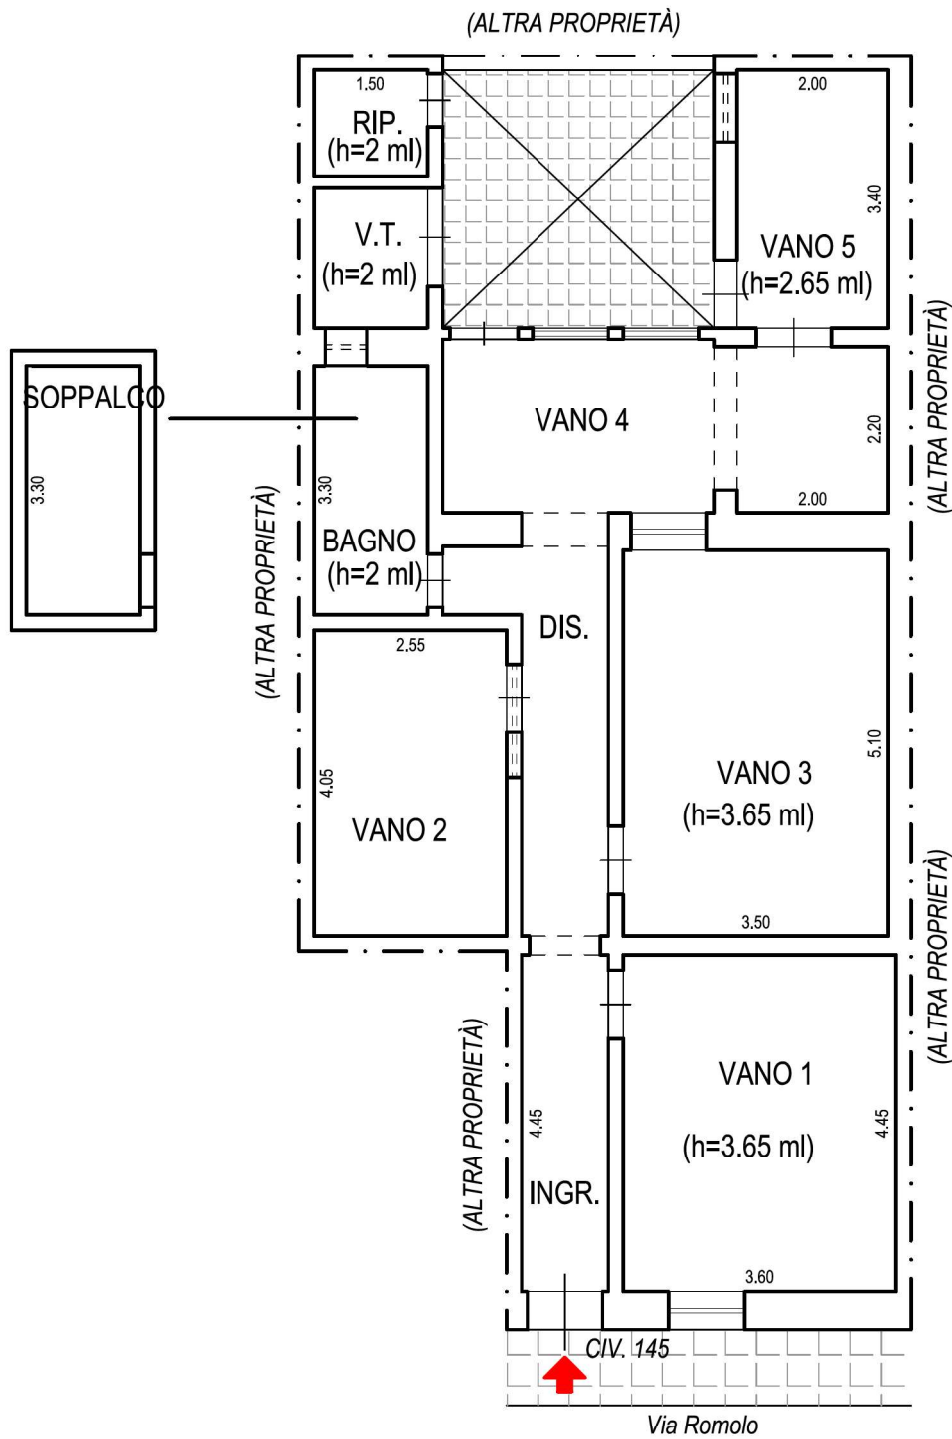 (ALTRA PROPRIETÀ)
1.50
RIP.
(h=2 ml)
2.00
3.40
V.T.
(h=2 ml)
VANO 5
(h=2.65 ml)
(ALTRA PROPRIETÀ)
SOPPALCO
3.30
VANO 4
2.20
2.00
3.30
(ALTRA PROPRIETÀ)
BAGNO
(h=2 ml)
DIS.
2.55
4.05
VANO 2
5.10
VANO 3
(h=3.65 ml)
3.50
(ALTRA PROPRIETÀ)
(ALTRA PROPRIETÀ)
4.45
INGR.
VANO 1
(h=3.65 ml)
4.45
3.60
CIV. 145
Via Romolo